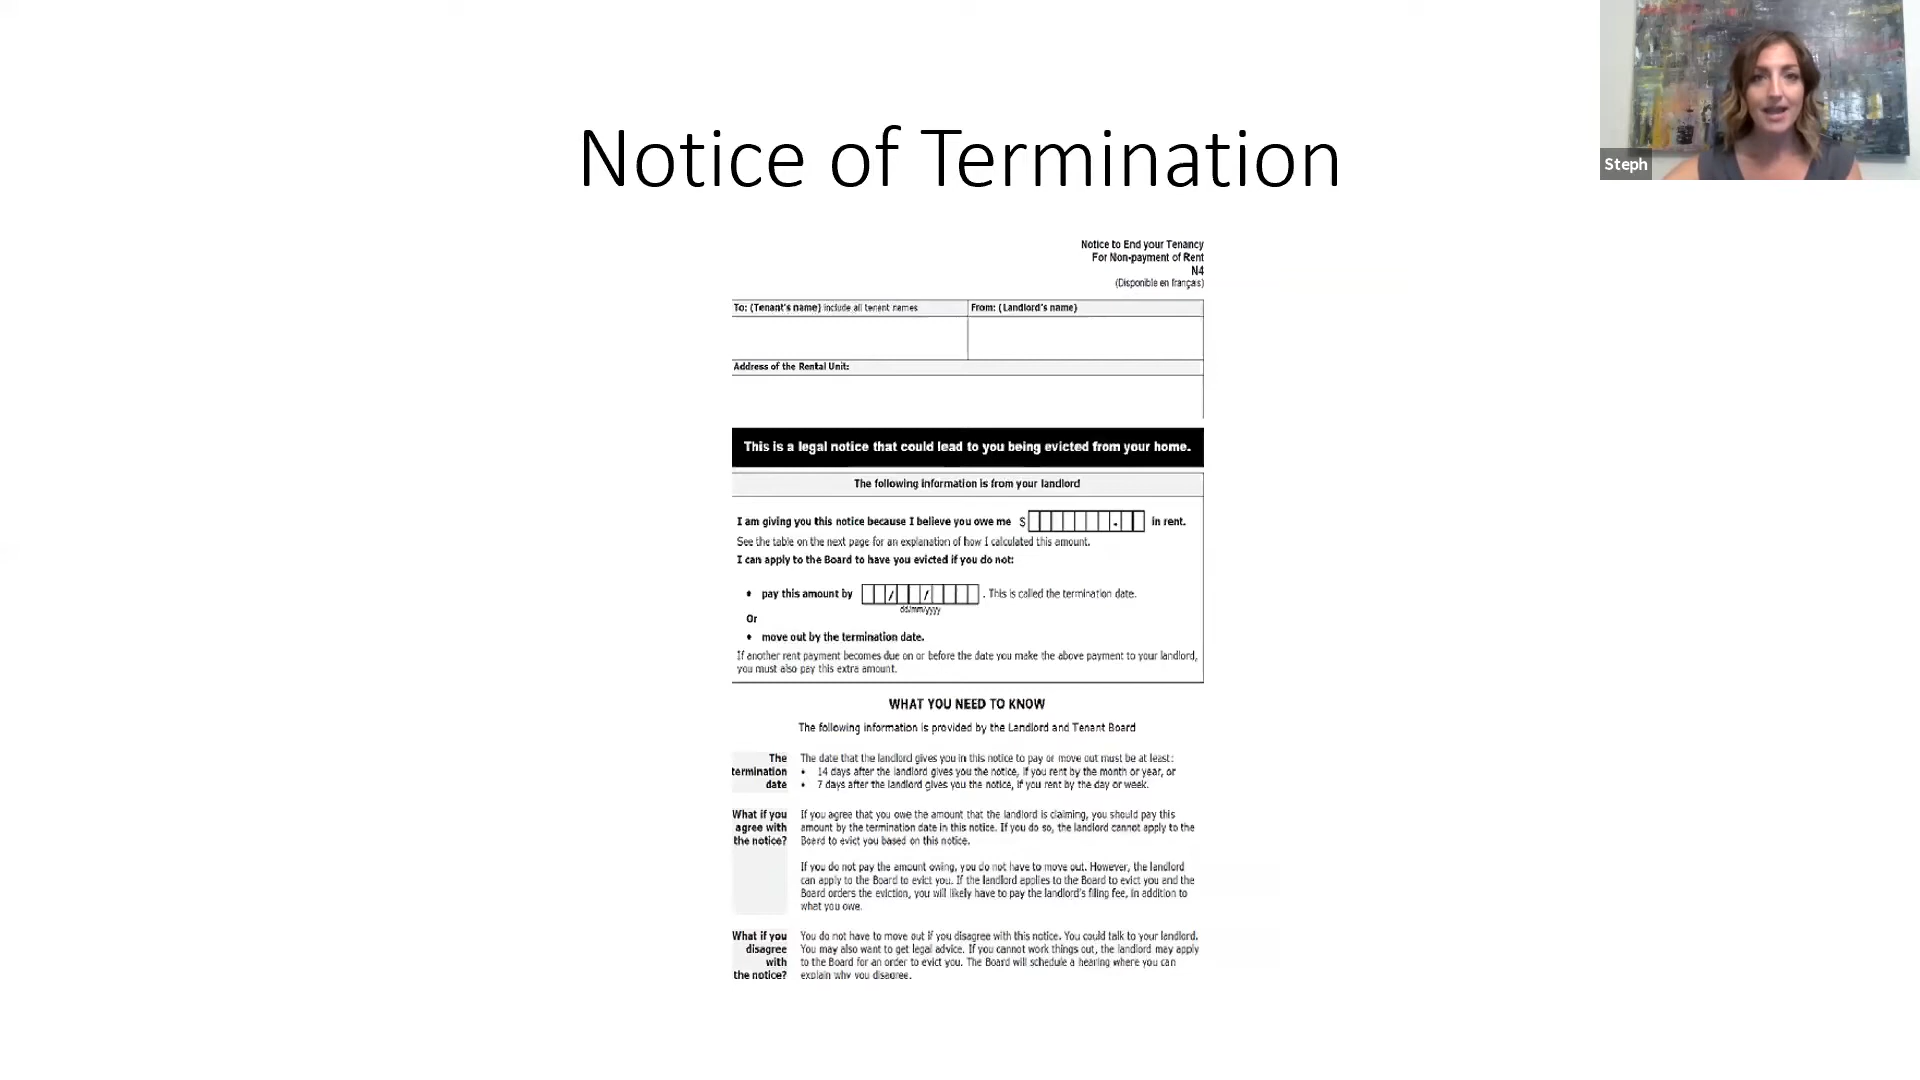 Notice of Termination
Steph
Notice to End your Tenancy
For Non-payment of Rent
N4
(Disponible en français)
To: (Tenant's name) include all tenant names
From: (Landlord's name)
Address of the Rental Unit:
This is a legal notice that could lead to you being evicted from your home.
The following information is from your landlord
I am giving you this notice because I believe you owe me $ . in rent.
See the table on the next page for an explanation of how I calculated this amount.
I can apply to the Board to have you evicted if you do not:
• pay this amount by / / . This is called the termination date.
dd/mm/yyyy
Or
• move out by the termination date.
If another rent payment becomes due on or before the date you make the above payment to your landlord,
you must also pay this extra amount.
WHAT YOU NEED TO KNOW
The following information is provided by the Landlord and Tenant Board
The
termination
date
The date that the landlord gives you in this notice to pay or move out must be at least:
• 14 days after the landlord gives you the notice, if you rent by the month or year, or
• 7 days after the landlord gives you the notice, if you rent by the day or week.
What if you
agree with
the notice?
If you agree that you owe the amount that the landlord is claiming, you should pay this
amount by the termination date in this notice. If you do so, the landlord cannot apply to the
Board to evict you based on this notice.
If you do not pay the amount owing, you do not have to move out. However, the landlord
can apply to the Board to evict you. If the landlord applies to the Board to evict you and the
Board orders the eviction, you will likely have to pay the landlord's filing fee, in addition to
what you owe.
What if you
disagree
with
the notice?
You do not have to move out if you disagree with this notice. You could talk to your landlord.
You may also want to get legal advice. If you cannot work things out, the landlord may apply
to the Board for an order to evict you. The Board will schedule a hearing where you can
explain why you disagree.